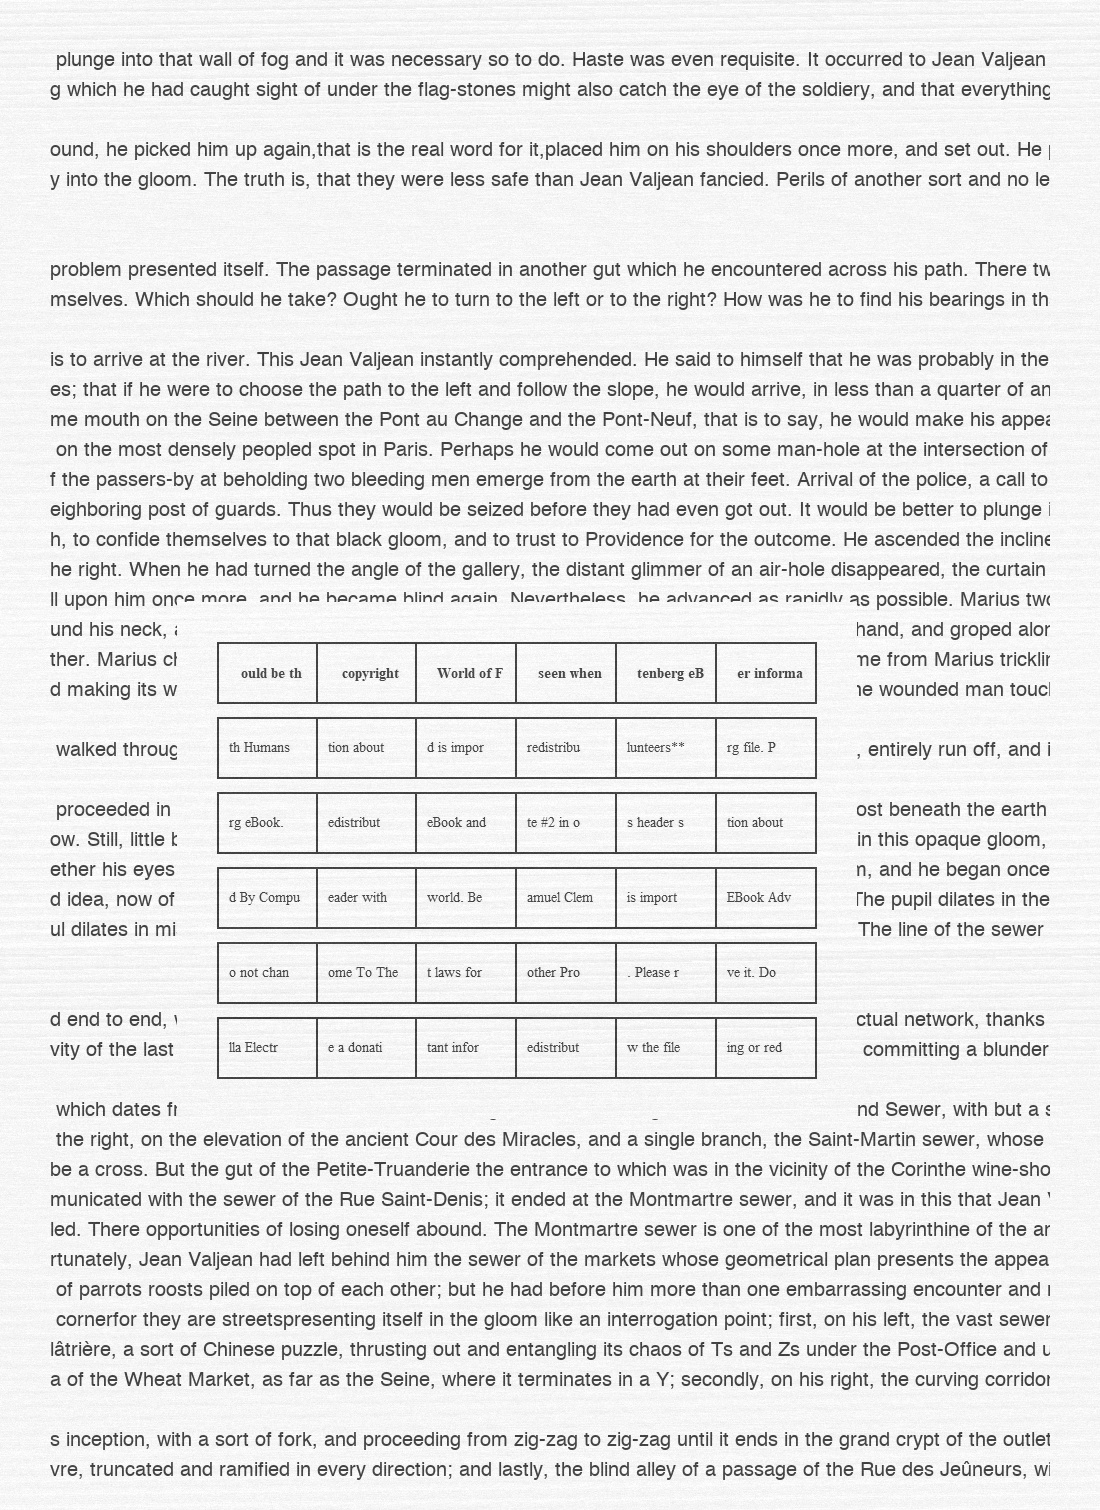 plunge into that wall of fog and it was necessary so to do. Haste was even requisite. It occurred to Jean Valjean
g which he had caught sight of under the flag-stones might also catch the eye of the soldiery, and that everything
ound, he picked him up again,that is the real word for it,placed him on his shoulders once more, and set out. He
y into the gloom. The truth is, that they were less safe than Jean Valjean fancied. Perils of another sort and no le
problem presented itself. The passage terminated in another gut which he encountered across his path. There tw
mselves. Which should he take? Ought he to turn to the left or to the right? How was he to find his bearings in th
is to arrive at the river. This Jean Valjean instantly comprehended. He said to himself that he was probably in the
es; that if he were to choose the path to the left and follow the slope, he would arrive, in less than a quarter of an
me mouth on the Seine between the Pont au Change and the Pont-Neuf, that is to say, he would make his appea
on the most densely peopled spot in Paris. Perhaps he would come out on some man-hole at the intersection of
f the passers-by at beholding two bleeding men emerge from the earth at their feet. Arrival of the police, a call to
eighboring post of guards. Thus they would be seized before they had even got out. It would be better to plunge
h, to confide themselves to that black gloom, and to trust to Providence for the outcome. He ascended the incline
he right. When he had turned the angle of the gallery, the distant glimmer of an air-hole disappeared, the curtain
ll upon him once more, and he became blind again. Nevertheless, he advanced as rapidly as possible. Marius two
und his neck, hand, and groped alon
ther. Marius ch me from Marius tricklin
d making its w he wounded man touch
walked throug , entirely run off, and i
proceeded in ost beneath the earth
ow. Still, little b in this opaque gloom,
ether his eyes n, and he began once
d idea, now of The pupil dilates in the
ul dilates in mi The line of the sewer
d end to end, ctual network, thanks
vity of the last committing a blunder
which dates fr nd Sewer, with but a s
ould be th copyright World of F seen when tenberg eB er informa
th Humans tion about d is impor redistribu lunteers** rg file. P
rg eBook. edistribut eBook and te #2 in o s header s tion about
d By Compu eader with world. Be amuel Clem is import EBook Adv
o not chan ome To The t laws for other Pro . Please r ve it. Do
lla Electr e a donati tant infor edistribut w the file ing or red
the right, on the elevation of the ancient Cour des Miracles, and a single branch, the Saint-Martin sewer, whose
be a cross. But the gut of the Petite-Truanderie the entrance to which was in the vicinity of the Corinthe wine-sho
municated with the sewer of the Rue Saint-Denis; it ended at the Montmartre sewer, and it was in this that Jean V
led. There opportunities of losing oneself abound. The Montmartre sewer is one of the most labyrinthine of the an
rtunately, Jean Valjean had left behind him the sewer of the markets whose geometrical plan presents the appea
of parrots roosts piled on top of each other; but he had before him more than one embarrassing encounter and
cornerfor they are streetspresenting itself in the gloom like an interrogation point; first, on his left, the vast sewer
lâtrière, a sort of Chinese puzzle, thrusting out and entangling its chaos of Ts and Zs under the Post-Office and
a of the Wheat Market, as far as the Seine, where it terminates in a Y; secondly, on his right, the curving corridor
s inception, with a sort of fork, and proceeding from zig-zag to zig-zag until it ends in the grand crypt of the outlet
vre, truncated and ramified in every direction; and lastly, the blind alley of a passage of the Rue des Jeûneurs, wi